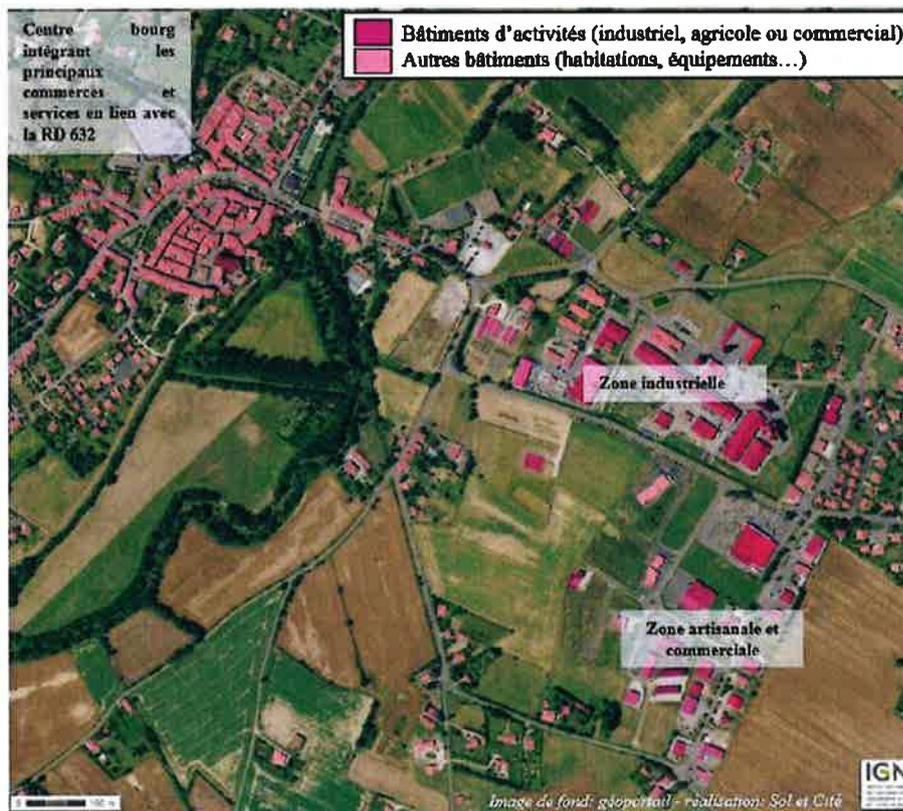 Centre bourg
intégrant les
principaux
commerces et
services en lien avec
la RD 632
Bâtiments d'activités (industriel, agricole ou commercial)
Autres bâtiments (habitations, équipements…)
Zone industrielle
Zone artisanale et
commerciale
Image de fond: géoportail - réalisation: Sol et Cité
IGN